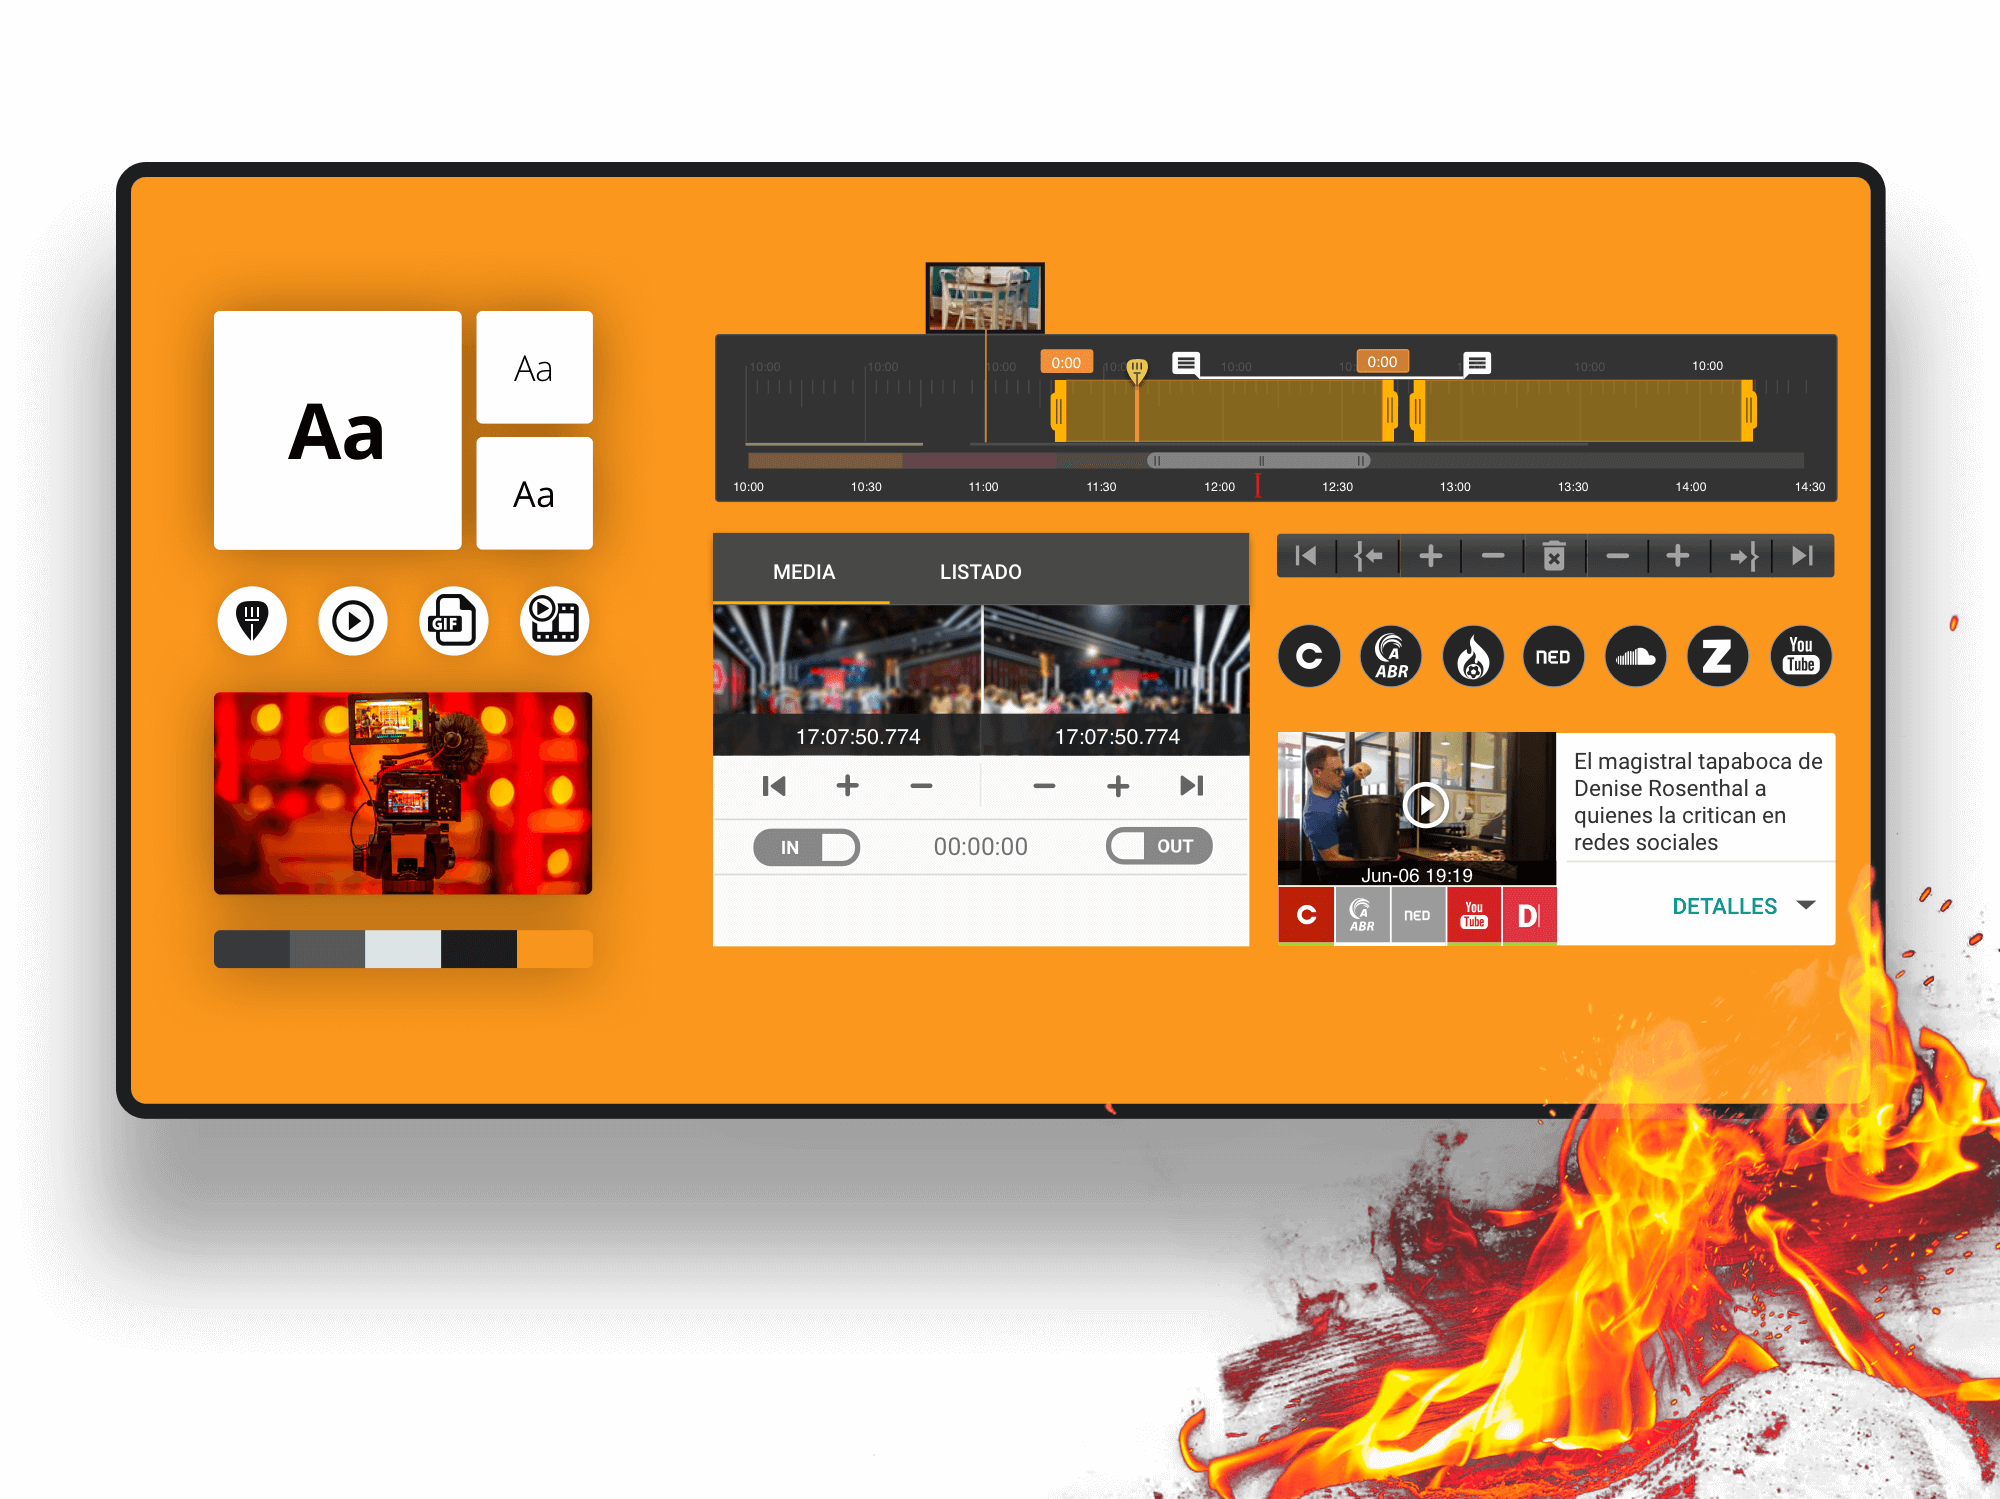 Aa
Aa
Aa
GIF
10:00 10:00 10:00 10:00 10:00 10:00
0:00 0:00 10:00
10:00 10:30 11:00 11:30 12:00 12:30 13:00 13:30 14:00 14:30
MEDIA LISTADO
17:07:50.774 17:07:50.774
IN 00:00:00 OUT
C A ABR NED Z You Tube
El magistral tapaboca de
Denise Rosenthal a
quienes la critican en
redes sociales
Jun-06 19:19
C A ABR NED You Tube D
DETALLES